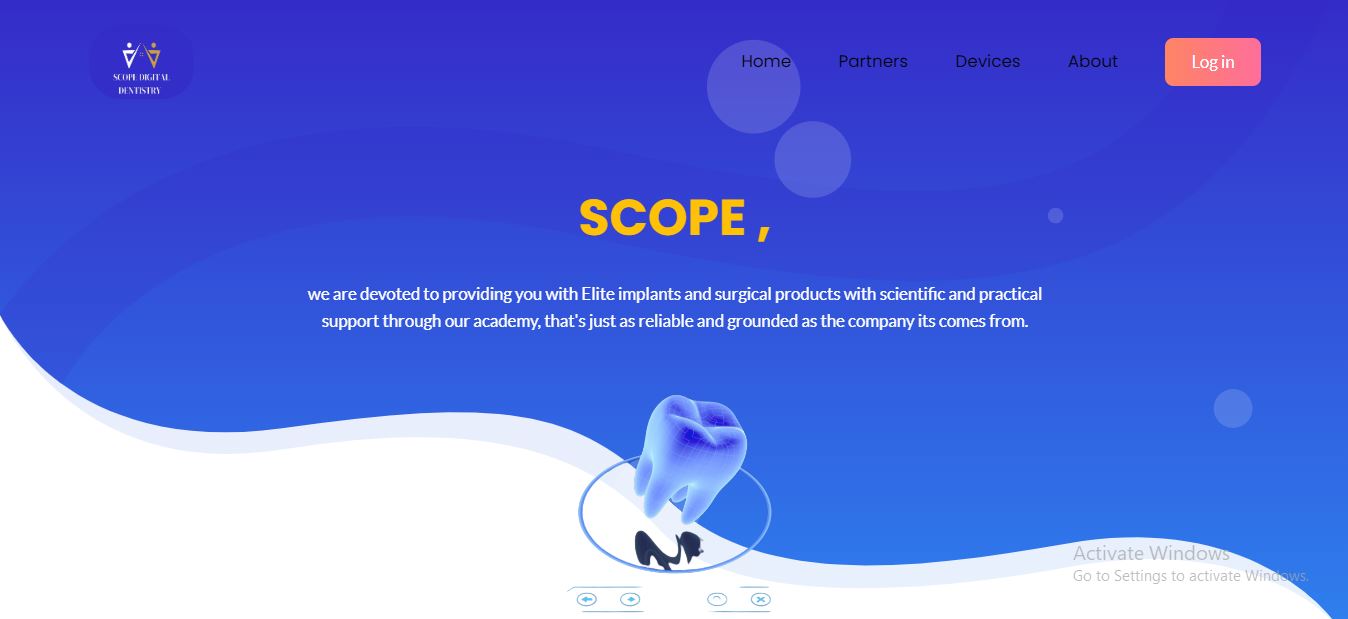 SCOPE DIGITAL
DENTISTRY
Home Partners Devices About Log in
SCOPE ,
we are devoted to providing you with Elite implants and surgical products with scientific and practical
support through our academy, that's just as reliable and grounded as the company its comes from.
Activate Windows
Go to Settings to activate Windows.